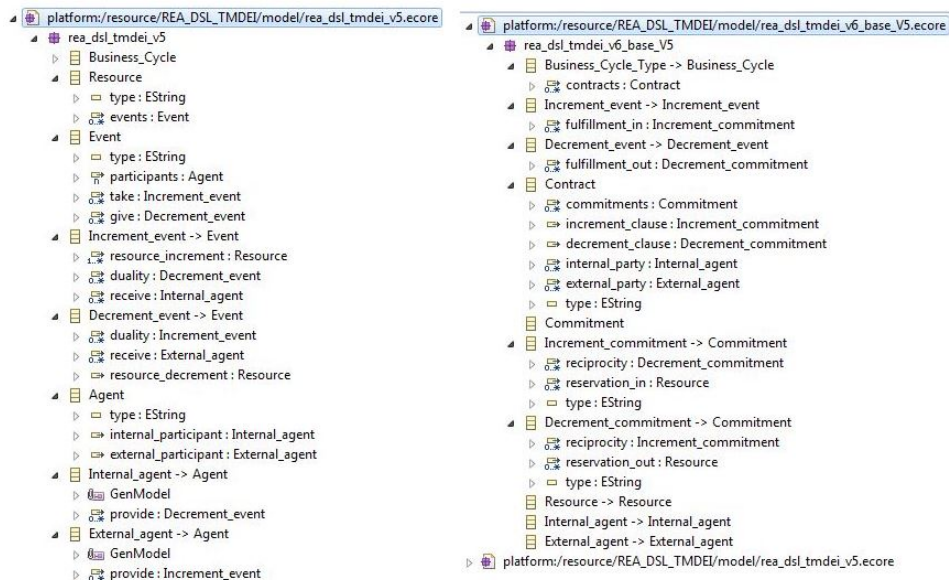 platform:/resource/REA_DSL_TMDEI/model/rea_dsl_tmdei_v5.ecore
rea_dsl_tmdei_v5
Business_Cycle
Resource
type : EString
events : Event
Event
type : EString
participants : Agent
take : Increment_event
give : Decrement_event
Increment_event -> Event
resource_increment : Resource
duality : Decrement_event
receive : Internal_agent
Decrement_event -> Event
duality : Increment_event
receive : External_agent
resource_decrement : Resource
Agent
type : EString
internal_participant : Internal_agent
external_participant : External_agent
Internal_agent -> Agent
GenModel
provide : Decrement_event
External_agent -> Agent
GenModel
provide : Increment_event
platform:/resource/REA_DSL_TMDEI/model/rea_dsl_tmdei_v6_base_V5.ecore
rea_dsl_tmdei_v6_base_V5
Business_Cycle_Type -> Business_Cycle
contracts : Contract
Increment_event -> Increment_event
fulfillment_in : Increment_commitment
Decrement_event -> Decrement_event
fulfillment_out : Decrement_commitment
Contract
commitments : Commitment
increment_clause : Increment_commitment
decrement_clause : Decrement_commitment
internal_party : Internal_agent
external_party : External_agent
type : EString
Commitment
Increment_commitment -> Commitment
reciprocity : Decrement_commitment
reservation_in : Resource
type : EString
Decrement_commitment -> Commitment
reciprocity : Increment_commitment
reservation_out : Resource
type : EString
Resource -> Resource
Internal_agent -> Internal_agent
External_agent -> External_agent
platform:/resource/REA_DSL_TMDEI/model/rea_dsl_tmdei_v5.ecore